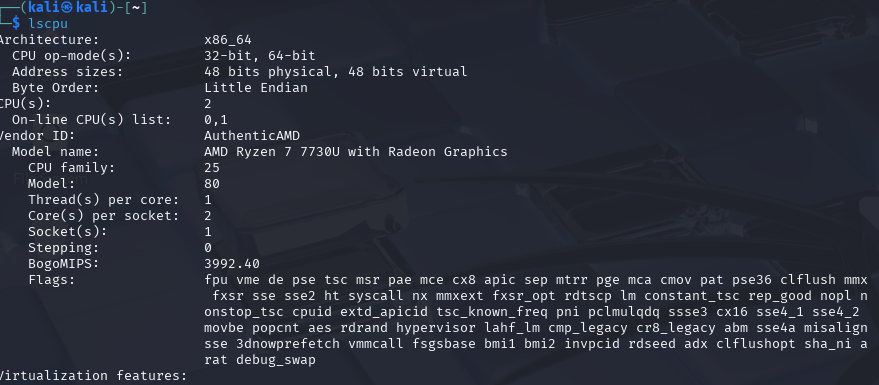 ┌──(kali㉿kali)-[~]
└─$ lscpu
Architecture: x86_64
CPU op-mode(s): 32-bit, 64-bit
Address sizes: 48 bits physical, 48 bits virtual
Byte Order: Little Endian
CPU(s): 2
On-line CPU(s) list: 0,1
Vendor ID: AuthenticAMD
Model name: AMD Ryzen 7 7730U with Radeon Graphics
CPU family: 25
Model: 80
Thread(s) per core: 1
Core(s) per socket: 2
Socket(s): 1
Stepping: 0
BogoMIPS: 3992.40
Flags: fpu vme de pse tsc msr pae mce cx8 apic sep mtrr pge mca cmov pat pse36 clflush mmx
fxsr sse sse2 ht syscall nx mmxext fxsr_opt rdtscp lm constant_tsc rep_good nopl n
onstop_tsc cpuid extd_apicid tsc_known_freq pni pclmulqdq ssse3 cx16 sse4_1 sse4_2
movbe popcnt aes rdrand hypervisor lahf_lm cmp_legacy cr8_legacy abm sse4a misalign
sse 3dnowprefetch vmmcall fsgsbase bmi1 bmi2 invpcid rdseed adx clflushopt sha_ni a
rat debug_swap
Virtualization features: